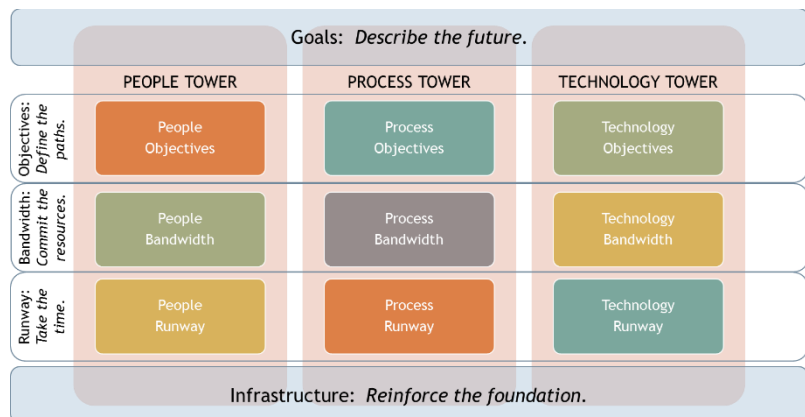 Goals: Describe the future.
PEOPLE TOWER
PROCESS TOWER
TECHNOLOGY TOWER
Objectives:
Define the
paths.
People
Objectives
Process
Objectives
Technology
Objectives
Bandwidth:
Commit the
resources.
People
Bandwidth
Process
Bandwidth
Technology
Bandwidth
Runway:
Take the
time.
People
Runway
Process
Runway
Technology
Runway
Infrastructure: Reinforce the foundation.